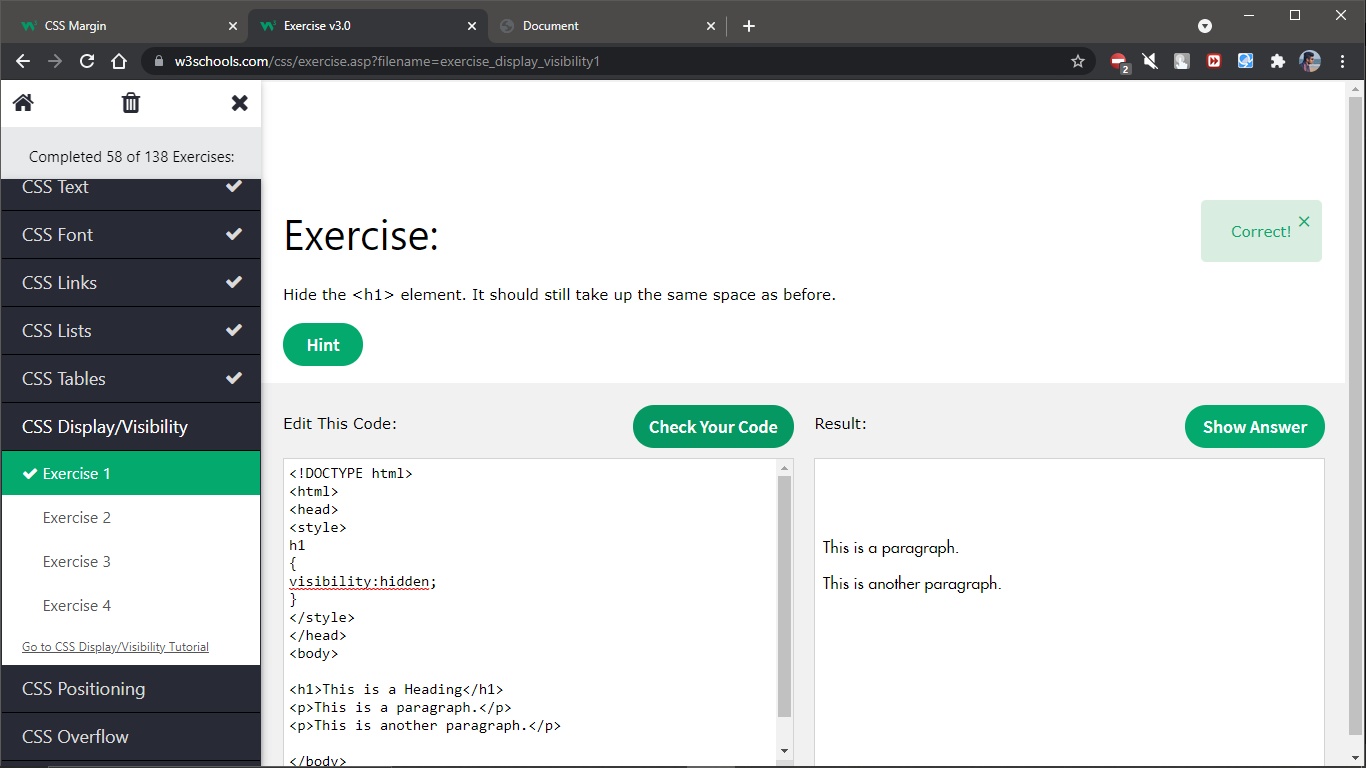 CSS Margin
Exercise v3.0
Document
w3schools.com/css/exercise.asp?filename=exercise_display_visibility1
2
Completed 58 of 138 Exercises:
CSS Text
CSS Font
CSS Links
CSS Lists
CSS Tables
CSS Display/Visibility
Exercise 1
Exercise 2
Exercise 3
Exercise 4
Go to CSS Display/Visibility Tutorial
CSS Positioning
CSS Overflow
Exercise:
Correct!
Hide the <h1> element. It should still take up the same space as before.
Hint
Edit This Code:
Check Your Code
<!DOCTYPE html>
<html>
<head>
<style>
h1
{
visibility:hidden;
}
</style>
</head>
<body>
<h1>This is a Heading</h1>
<p>This is a paragraph.</p>
<p>This is another paragraph.</p>
</body>
Result:
Show Answer
This is a paragraph.
This is another paragraph.